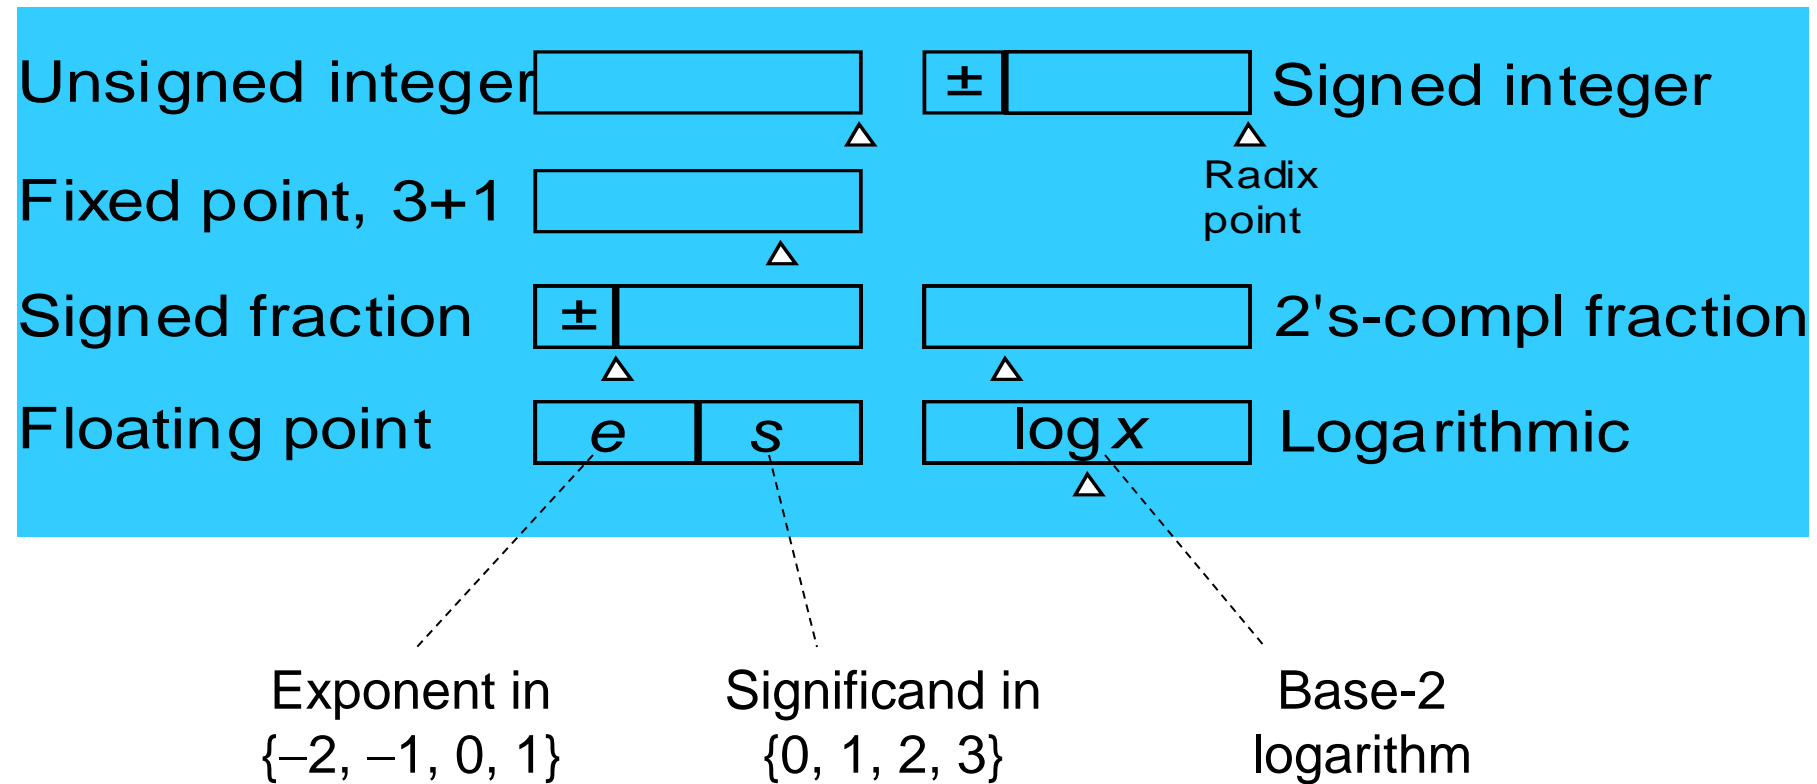 Unsigned integer
± Signed integer
Radix
point
Fixed point, 3+1
Signed fraction ±
2's-compl fraction
Floating point e s
log x Logarithmic
Exponent in
{–2, –1, 0, 1}
Significand in
{0, 1, 2, 3}
Base-2
logarithm